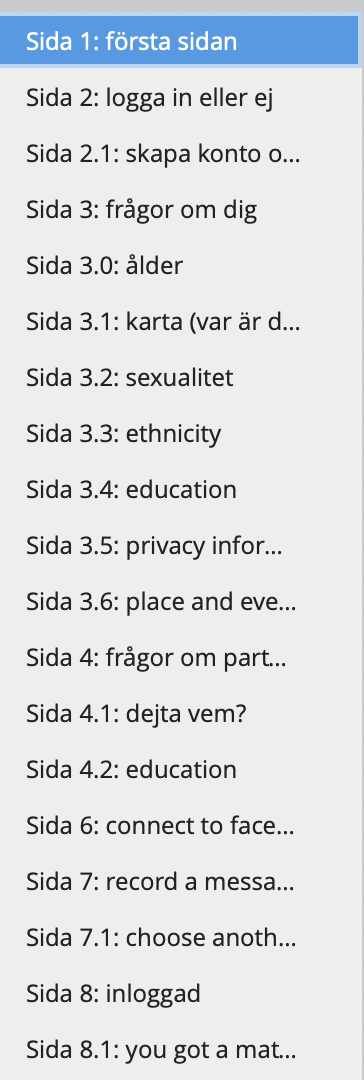 Sida 1: första sidan
Sida 2: logga in eller ej
Sida 2.1: skapa konto o...
Sida 3: frågor om dig
Sida 3.0: ålder
Sida 3.1: karta (var är d...
Sida 3.2: sexualitet
Sida 3.3: ethnicity
Sida 3.4: education
Sida 3.5: privacy infor...
Sida 3.6: place and eve...
Sida 4: frågor om part...
Sida 4.1: dejta vem?
Sida 4.2: education
Sida 6: connect to face...
Sida 7: record a messa...
Sida 7.1: choose anoth...
Sida 8: inloggad
Sida 8.1: you got a mat...